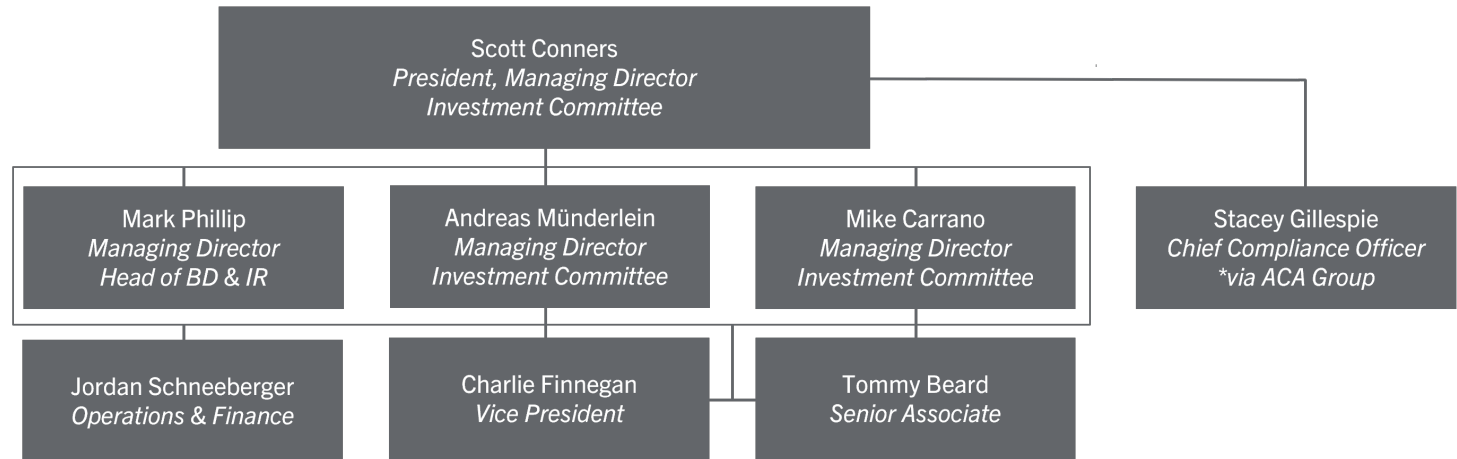 Scott Conners
President, Managing Director
Investment Committee
Mark Phillip
Managing Director
Head of BD & IR
Andreas Münderlein
Managing Director
Investment Committee
Mike Carrano
Managing Director
Investment Committee
Stacey Gillespie
Chief Compliance Officer
*via ACA Group
Jordan Schneeberger
Operations & Finance
Charlie Finnegan
Vice President
Tommy Beard
Senior Associate